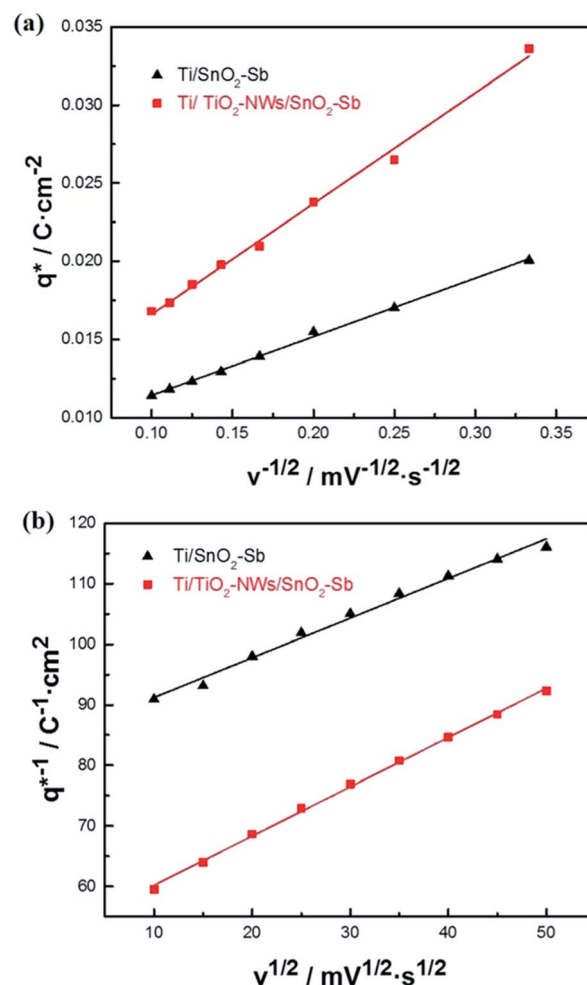 (a)
0.035
0.030
0.025
0.020
0.015
0.010
q* / C·cm⁻²
Ti/SnO₂-Sb
Ti/ TiO₂-NWs/SnO₂-Sb
0.10 0.15 0.20 0.25 0.30 0.35
v⁻¹/² / mV⁻¹/²·s⁻¹/²
(b)
120
110
100
90
80
70
60
q*⁻¹ / C⁻¹·cm²
Ti/SnO₂-Sb
Ti/TiO₂-NWs/SnO₂-Sb
10 20 30 40 50
v¹/² / mV¹/²·s¹/²